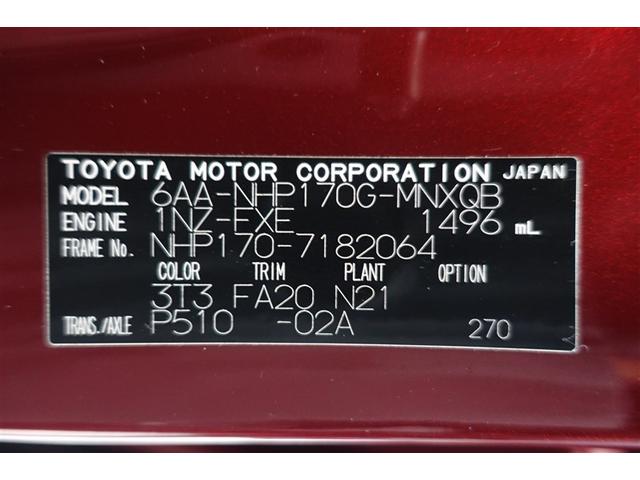 TOYOTA MOTOR CORPORATION JAPAN
MODEL 6AA-NHP170G-MNXQB
ENGINE 1NZ-FXE 1496 mL
FRAME No. NHP170-7182064
COLOR TRIM PLANT OPTION
3T3 FA20 N21
TRANS./AXLE P510 -02A 270